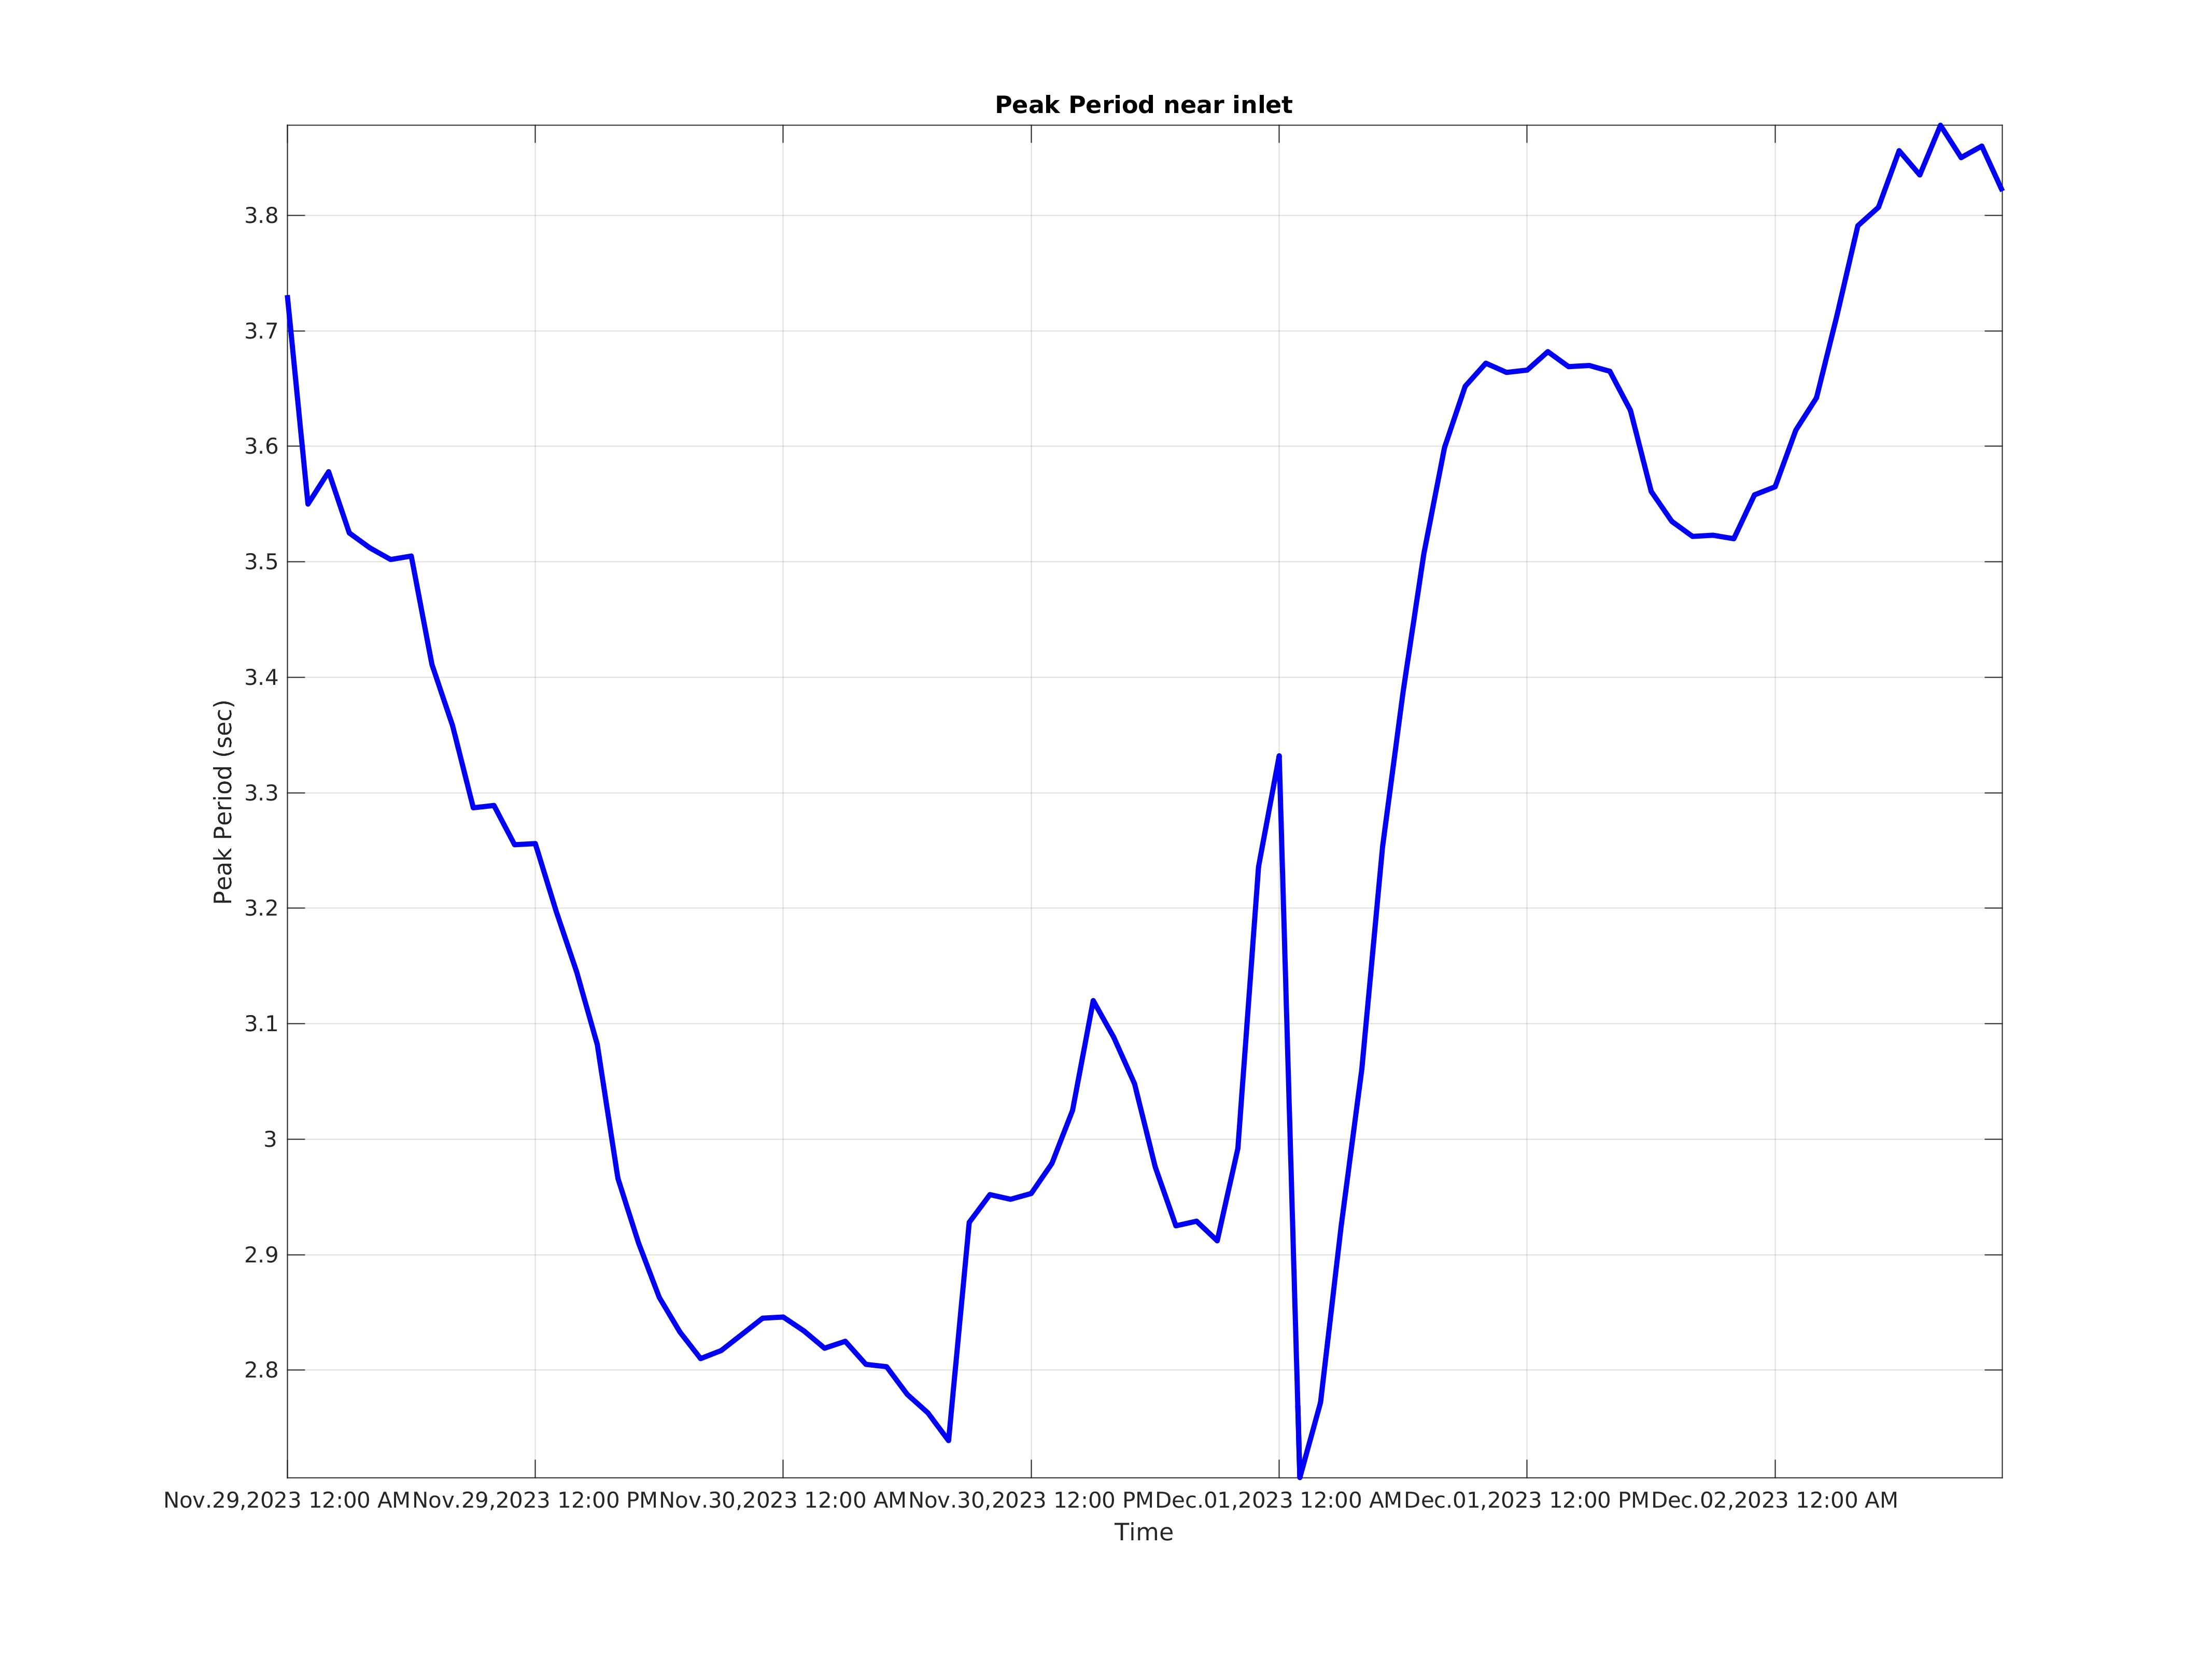 Peak Period near inlet
Peak Period (sec)
3.8
3.7
3.6
3.5
3.4
3.3
3.2
3.1
3
2.9
2.8
Nov.29,2023 12:00 AM Nov.29,2023 12:00 PM Nov.30,2023 12:00 AM Nov.30,2023 12:00 PM Dec.01,2023 12:00 AM Dec.01,2023 12:00 PM Dec.02,2023 12:00 AM
Time